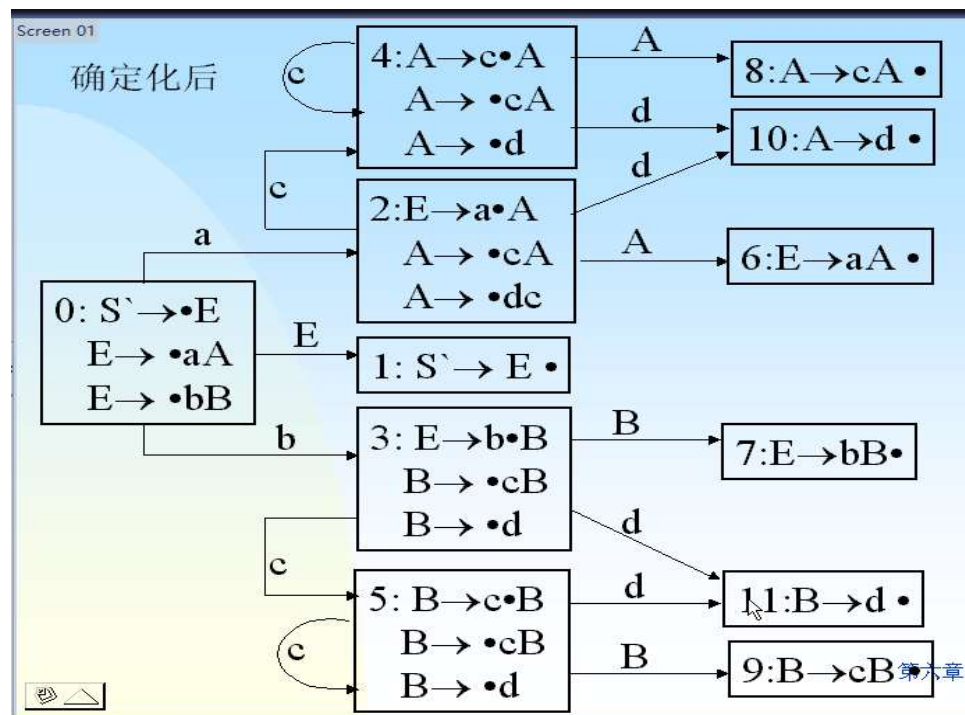 Screen 01
确定化后
4:A→c•A
A→ •cA
A→ •d
c
A
8:A→cA •
d
10:A→d •
c
d
2:E→a•A
A→ •cA
A→ •dc
a
A
6:E→aA •
0: S`→•E
E→ •aA
E→ •bB
E
1: S`→ E •
b
3: E→b•B
B→ •cB
B→ •d
B
7:E→bB•
d
c
5: B→c•B
B→ •cB
B→ •d
d
11:B→d •
c
B
9:B→cB •
第六章